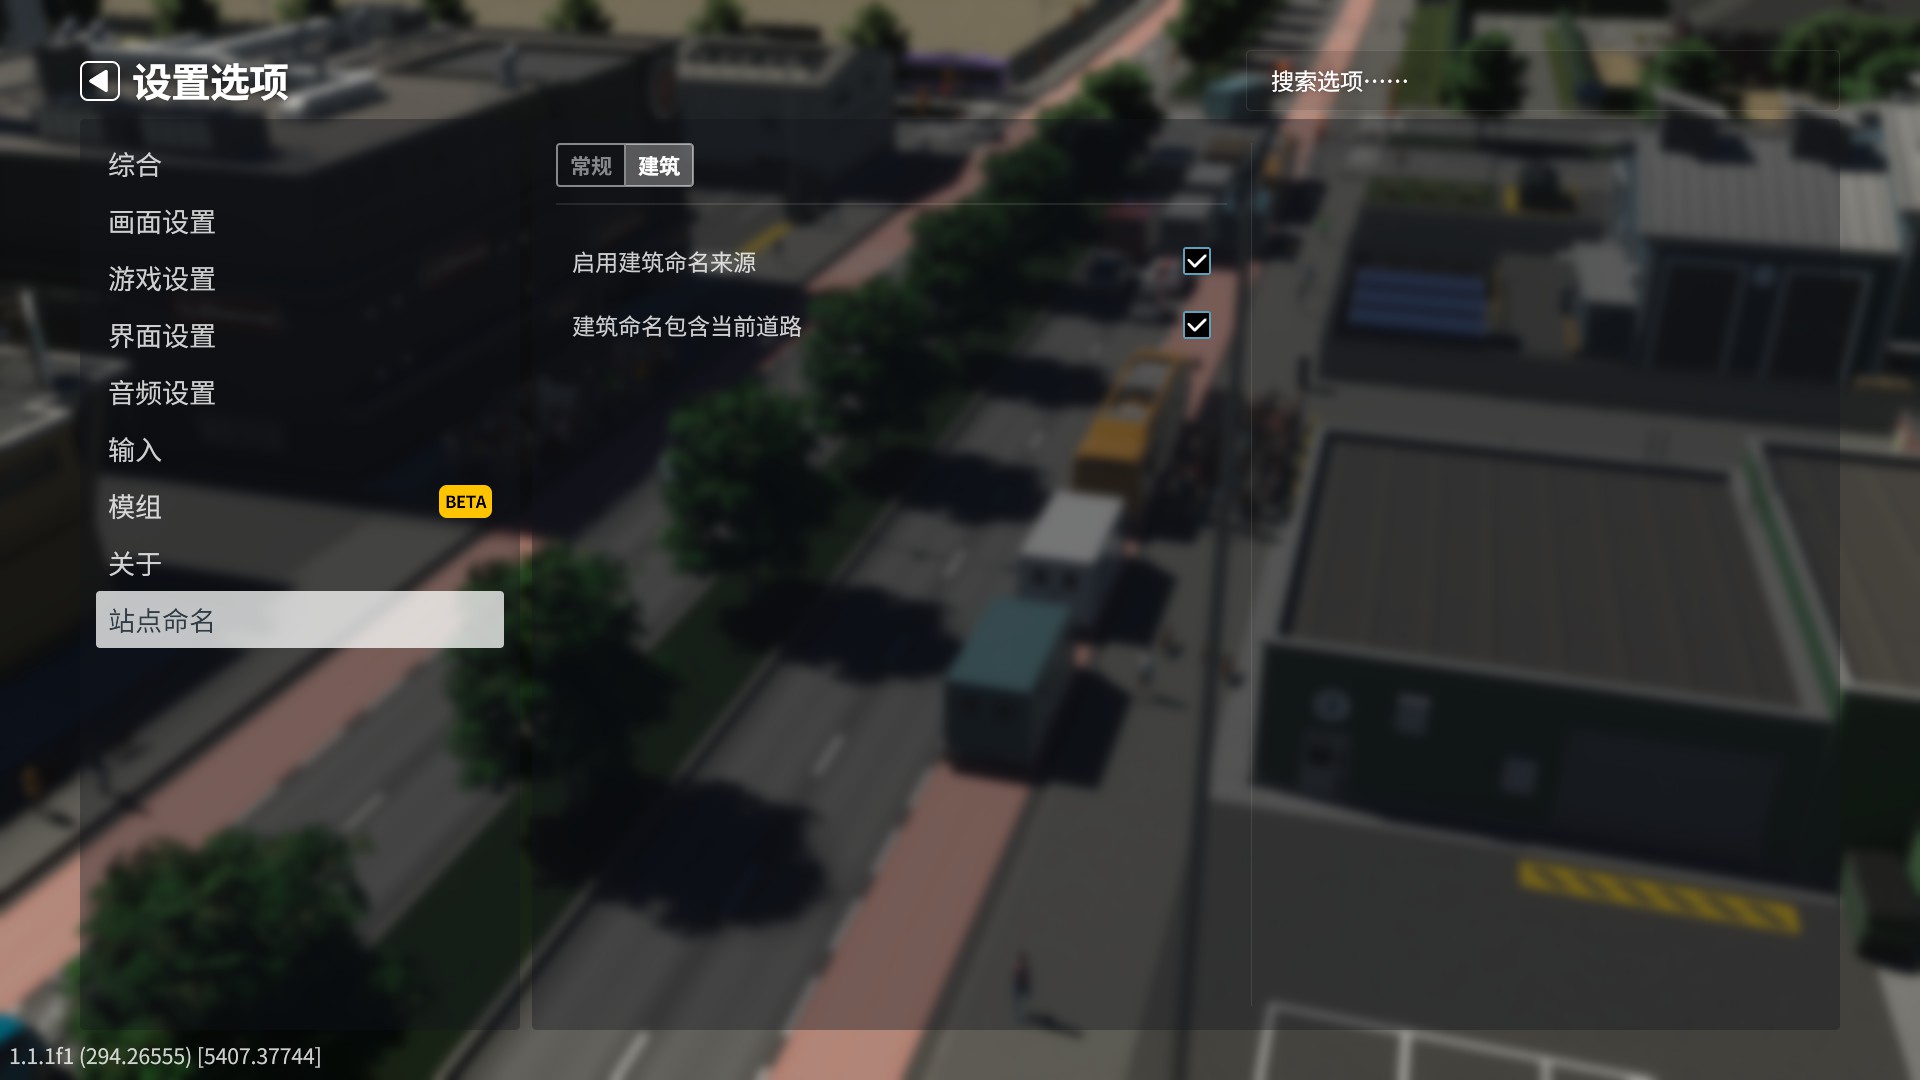 设置选项
搜索选项……
综合
画面设置
游戏设置
界面设置
音频设置
输入
模组
BETA
关于
站点命名
常规
建筑
启用建筑命名来源
建筑命名包含当前道路
1.1.1f1 (294.26555) [5407.37744]